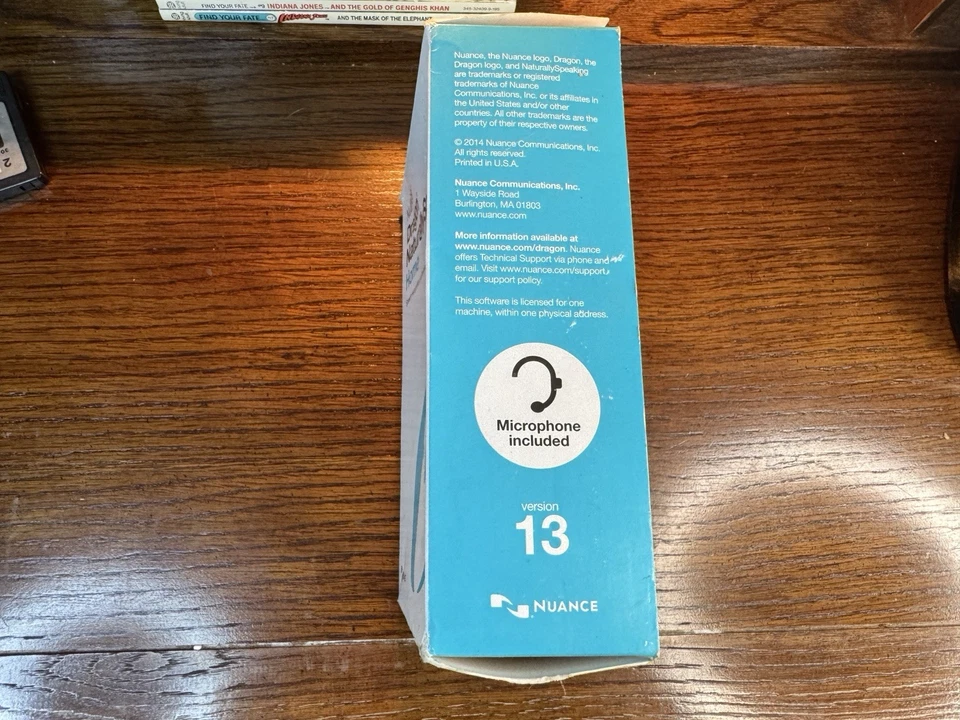 FIND YOUR FATE INDIANA JONES AND THE GOLD OF GENGHIS KHAN
FIND YOUR FATE AND THE MASK OF THE ELEPHANT
Nuance, the Nuance logo, Dragon, the
Dragon logo, and NaturallySpeaking
are trademarks or registered
trademarks of Nuance
Communications, Inc. or its affiliates in
the United States and/or other
countries. All other trademarks are the
property of their respective owners.
© 2014 Nuance Communications, Inc.
All rights reserved.
Printed in U.S.A.
Nuance Communications, Inc.
1 Wayside Road
Burlington, MA 01803
www.nuance.com
More information available at
www.nuance.com/dragon. Nuance
offers Technical Support via phone and
email. Visit www.nuance.com/support
for our support policy.
This software is licensed for one
machine, within one physical address.
Microphone
included
version
13
NUANCE